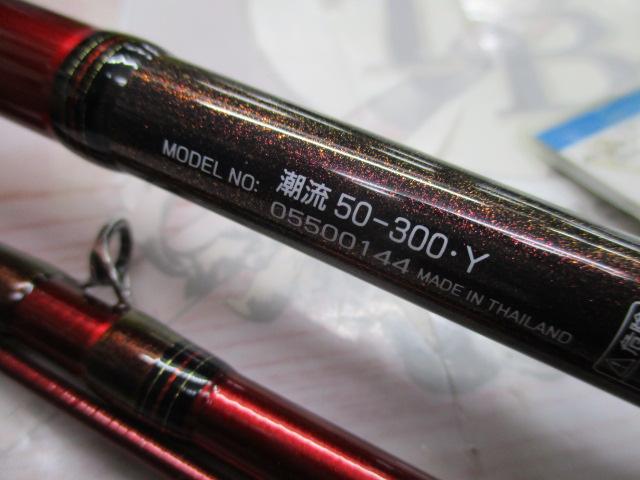 MODEL NO: 潮流 50-300・Y
05500144 MADE IN THAILAND